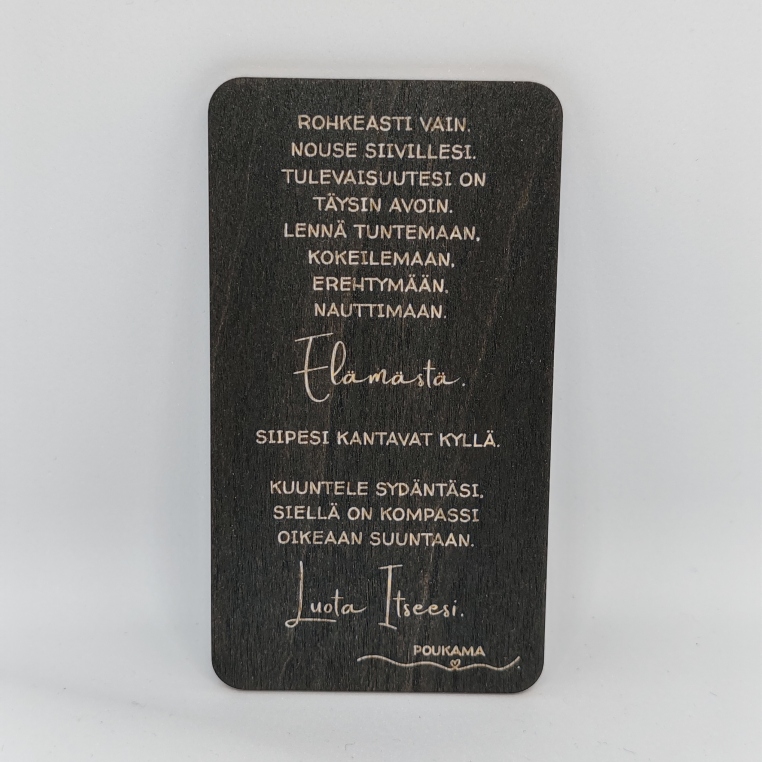 ROHKEASTI VAIN.
NOUSE SIIVILLESI.
TULEVAISUUTESI ON
TÄYSIN AVOIN.
LENNÄ TUNTEMAAN,
KOKEILEMAAN,
EREHTYMÄÄN,
NAUTTIMAAN.
Elämästä.
SIIPESI KANTAVAT KYLLÄ.
KUUNTELE SYDÄNTÄSI,
SIELLÄ ON KOMPASSI
OIKEAAN SUUNTAAN.
Luota Itseesi.
POUKAMA